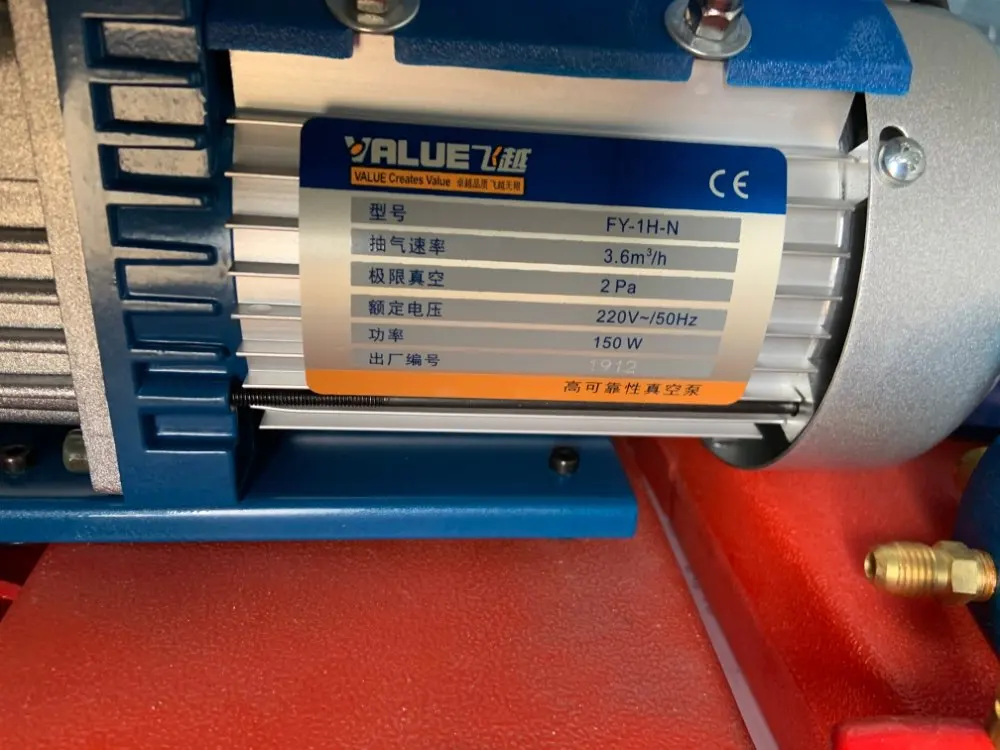 VALUE飞越
VALUE Creates Value 卓越品质 飞越无限
CE
型号 FY-1H-N
抽气速率 3.6m³/h
极限真空 2 Pa
额定电压 220V~/50Hz
功率 150 W
出厂编号 1912
高可靠性真空泵